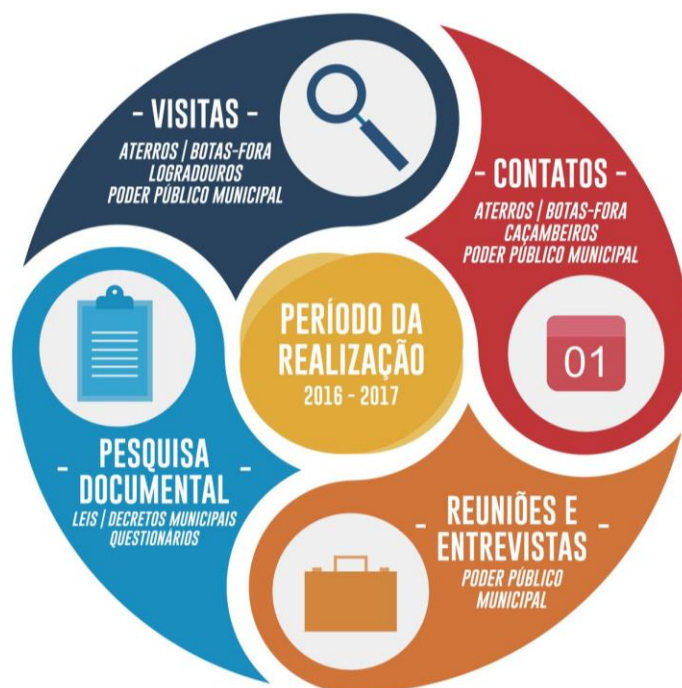 - VISITAS -
ATERROS | BOTAS-FORA
LOGRADOUROS
PODER PÚBLICO MUNICIPAL
- CONTATOS -
ATERROS | BOTAS-FORA
CAÇAMBEIROS
PODER PÚBLICO MUNICIPAL
01
PERÍODO DA
REALIZAÇÃO
2016 - 2017
- PESQUISA
DOCUMENTAL -
LEIS | DECRETOS MUNICIPAIS
QUESTIONÁRIOS
- REUNIÕES E
ENTREVISTAS -
PODER PÚBLICO
MUNICIPAL